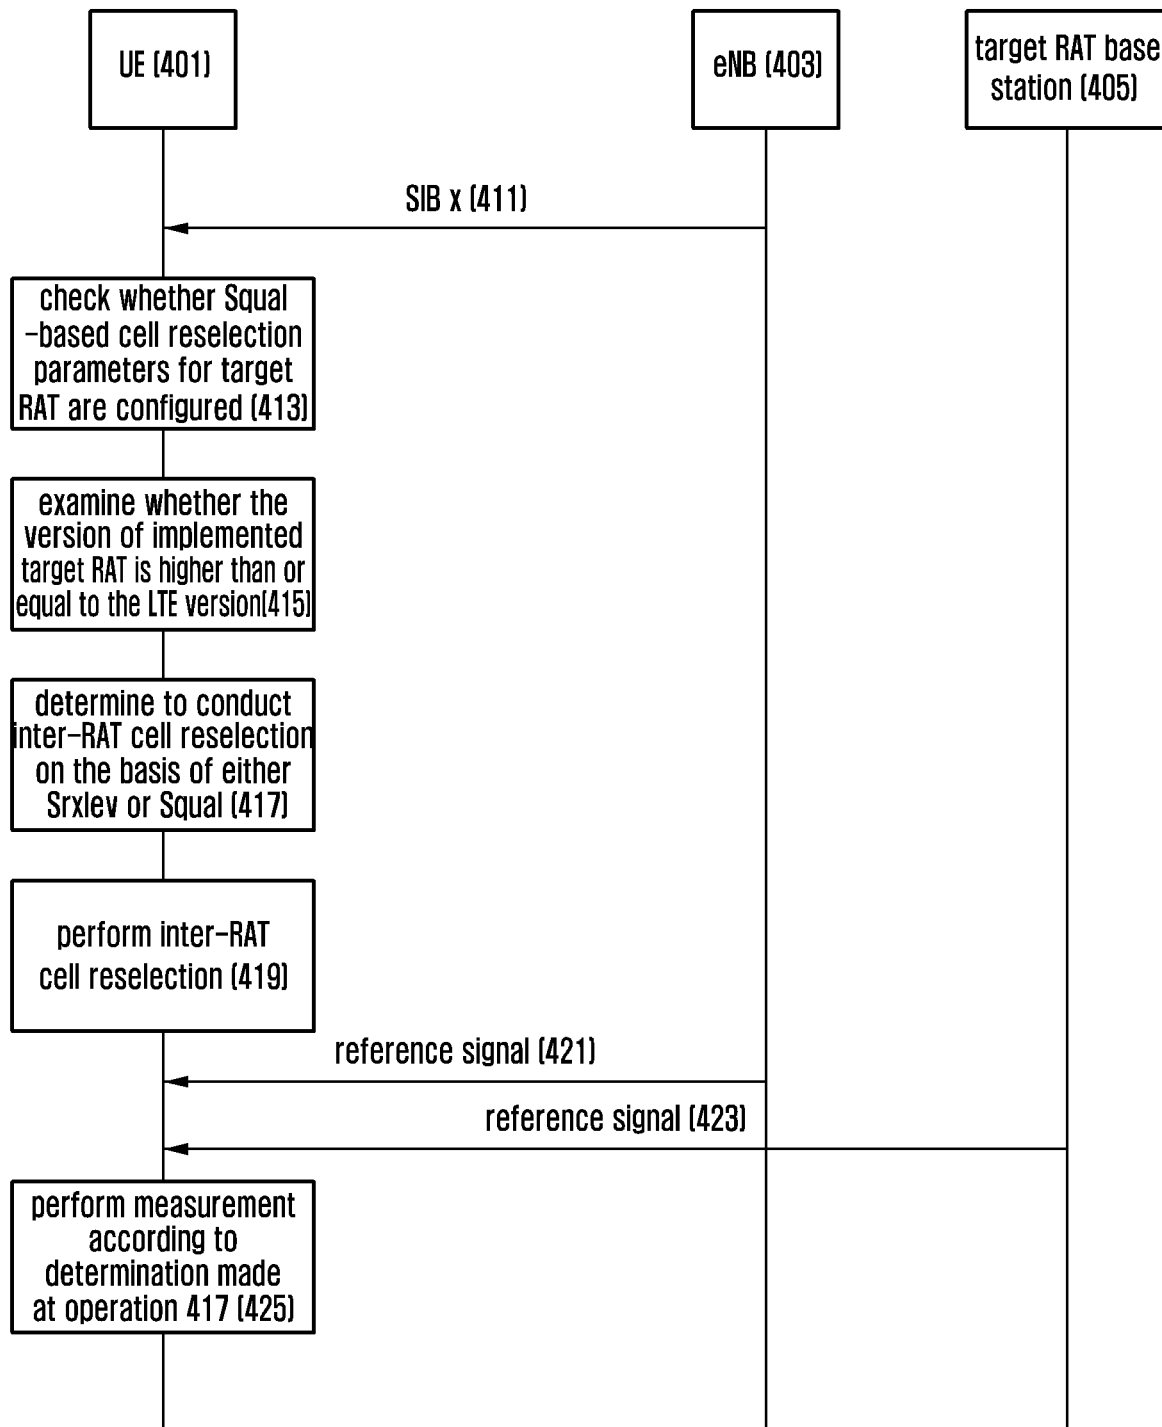 UE (401)
eNB (403)
target RAT base
station (405)
SIB x (411)
check whether Squal
-based cell reselection
parameters for target
RAT are configured (413)
examine whether the
version of implemented
target RAT is higher than or
equal to the LTE version(415)
determine to conduct
inter-RAT cell reselection
on the basis of either
Srxlev or Squal (417)
perform inter-RAT
cell reselection (419)
reference signal (421)
reference signal (423)
perform measurement
according to
determination made
at operation 417 (425)